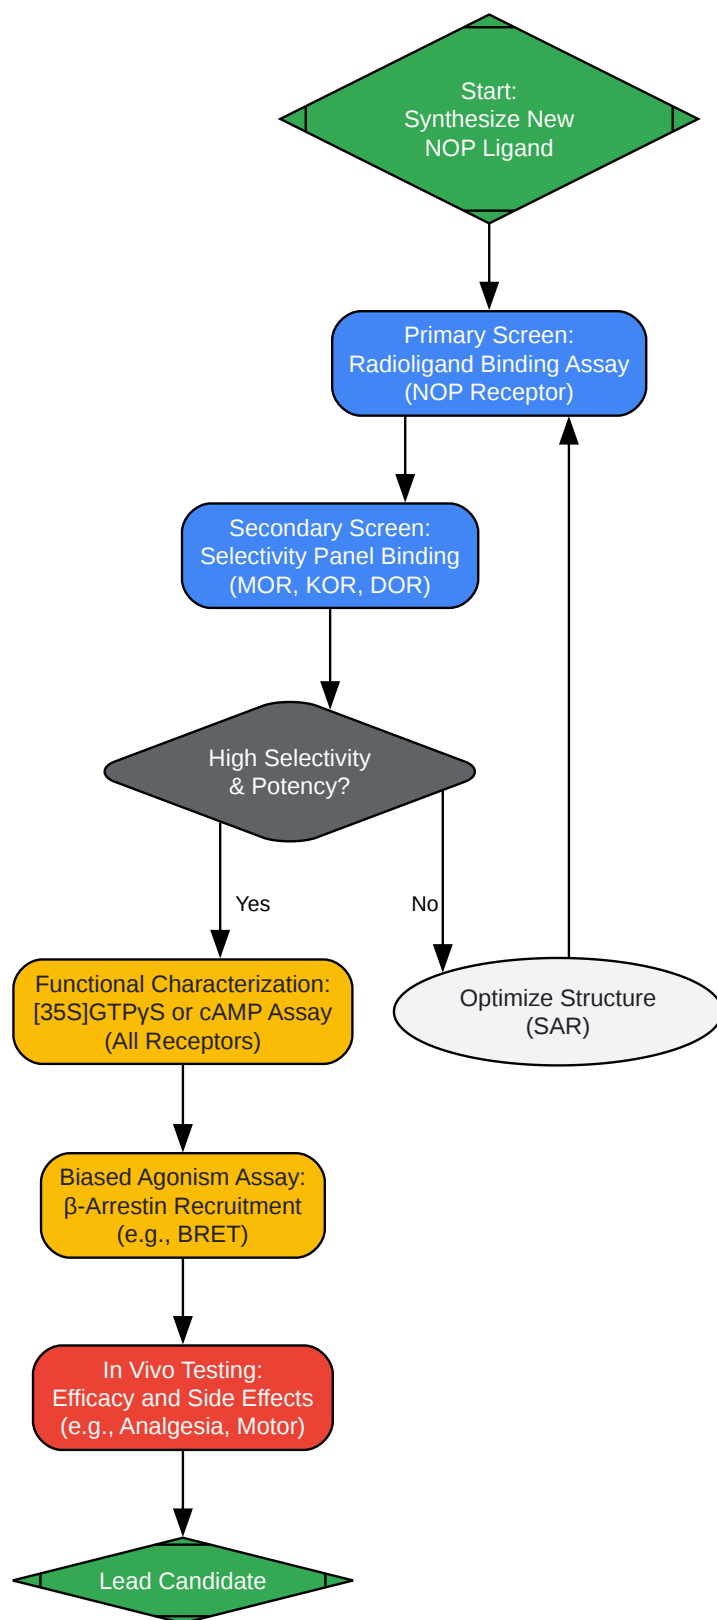 Start:
Synthesize New
NOP Ligand
Primary Screen:
Radioligand Binding Assay
(NOP Receptor)
Secondary Screen:
Selectivity Panel Binding
(MOR, KOR, DOR)
High Selectivity
& Potency?
Yes
No
Functional Characterization:
[35S]GTPγS or cAMP Assay
(All Receptors)
Optimize Structure
(SAR)
Biased Agonism Assay:
β-Arrestin Recruitment
(e.g., BRET)
In Vivo Testing:
Efficacy and Side Effects
(e.g., Analgesia, Motor)
Lead Candidate